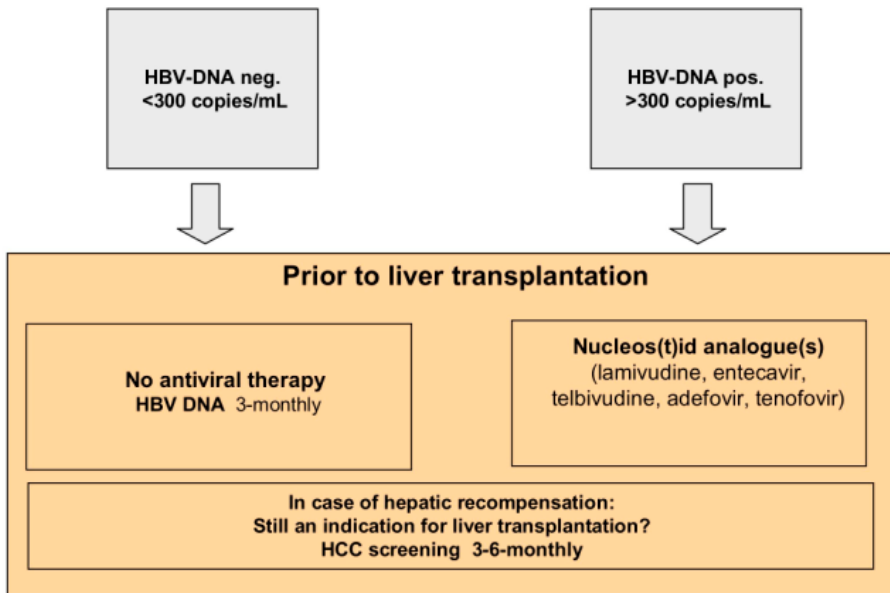 HBV-DNA neg.
<300 copies/mL
HBV-DNA pos.
>300 copies/mL
Prior to liver transplantation
No antiviral therapy
HBV DNA 3-monthly
Nucleos(t)id analogue(s)
(lamivudine, entecavir,
telbivudine, adefovir, tenofovir)
In case of hepatic recompensation:
Still an indication for liver transplantation?
HCC screening 3-6-monthly